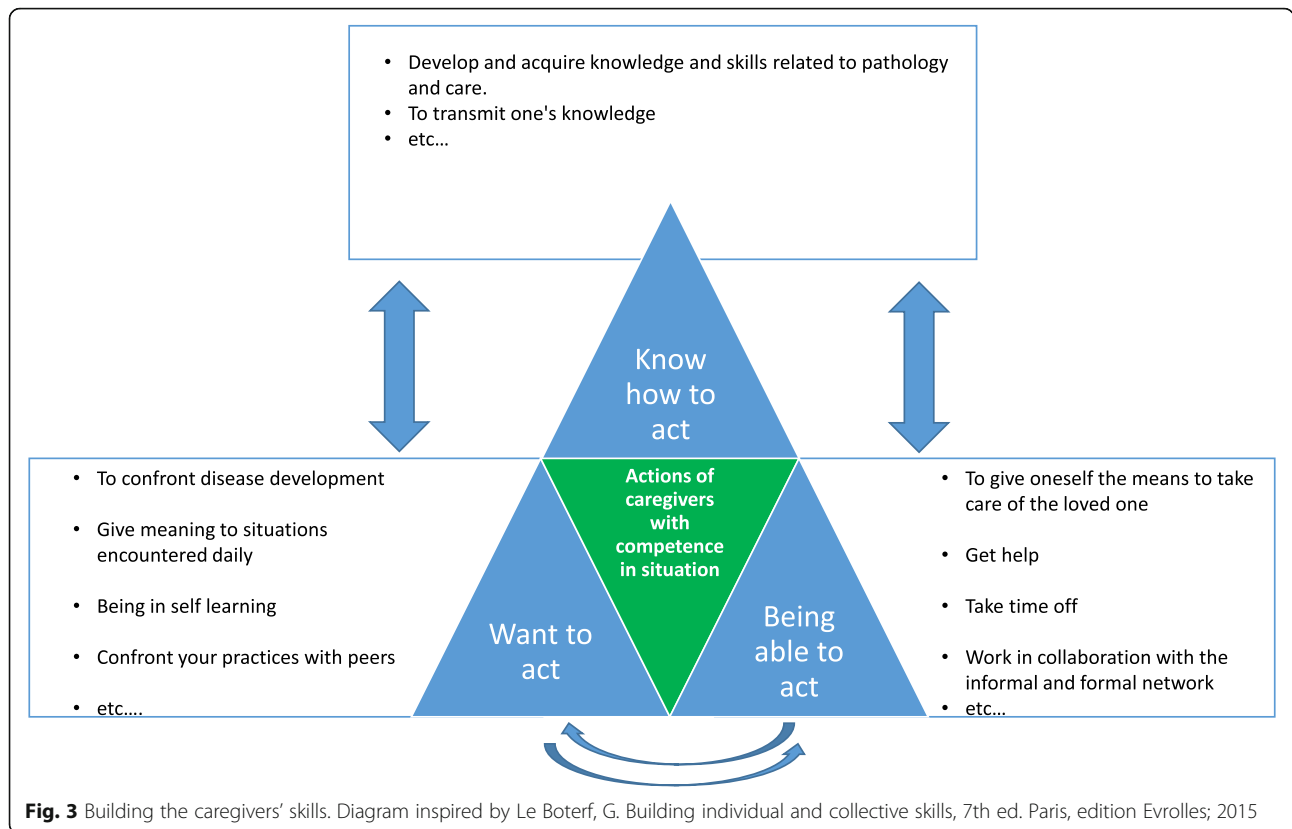 • Develop and acquire knowledge and skills related to pathology
and care.
• To transmit one's knowledge
• etc…
Know
how to
act
• To confront disease development
• Give meaning to situations
encountered daily
• Being in self learning
• Confront your practices with peers
• etc….
Actions of
caregivers
with
competence
in situation
Want to
act
Being
able to
act
• To give oneself the means to take
care of the loved one
• Get help
• Take time off
• Work in collaboration with the
informal and formal network
• etc…
Fig. 3 Building the caregivers’ skills. Diagram inspired by Le Boterf, G. Building individual and collective skills, 7th ed. Paris, edition Evrolles; 2015